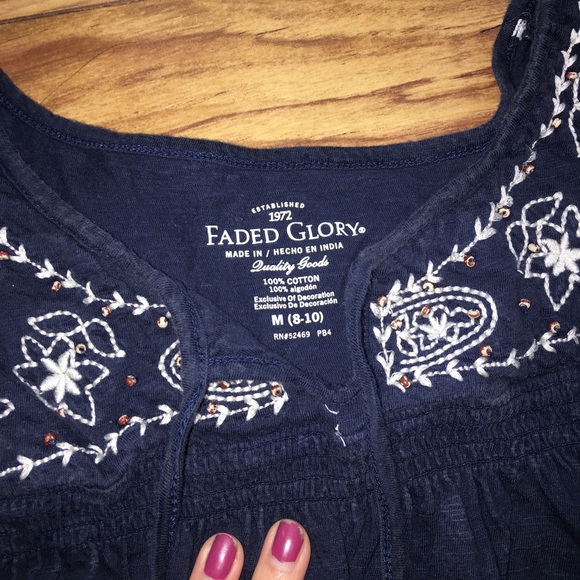 ESTABLISHED
1972
FADED GLORY®
MADE IN / HECHO EN INDIA
Quality Goods
100% COTTON
100% algodón
Exclusive Of Decoration
Exclusivo De Decoración
M (8-10)
RN#52469 PB4